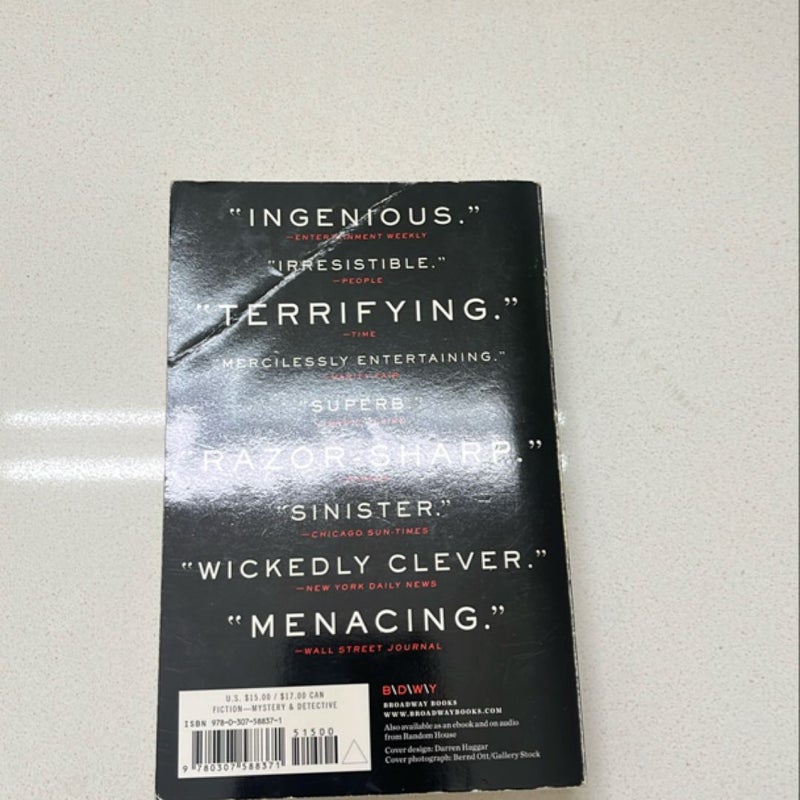 “INGENIOUS.”
—ENTERTAINMENT WEEKLY
“IRRESISTIBLE.”
—PEOPLE
“TERRIFYING.”
—TIME
“MERCILESSLY ENTERTAINING.”
—VANITY FAIR
“SUPERB.”
“RAZOR-SHARP.”
“SINISTER.”
—CHICAGO SUN-TIMES
“WICKEDLY CLEVER.”
—NEW YORK DAILY NEWS
“MENACING.”
—WALL STREET JOURNAL
U.S. $15.00 / $17.00 CAN
FICTION—MYSTERY & DETECTIVE
ISBN 978-0-307-58837-1
51500
9 780307 588371
B\D\W\Y
BROADWAY BOOKS
WWW.BROADWAYBOOKS.COM
Also available as an ebook and on audio
from Random House
Cover design: Darren Haggar
Cover photograph: Bernd Ott/Gallery Stock